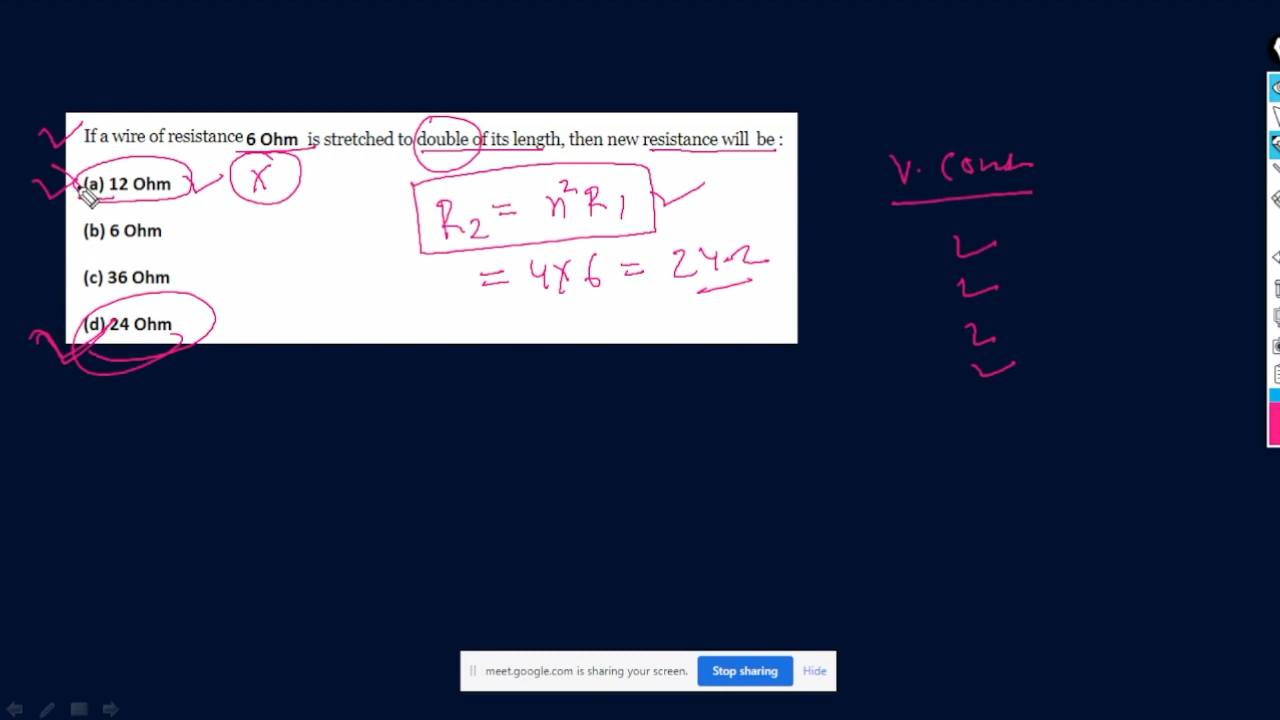 If a wire of resistance 6 Ohm is stretched to double of its length, then new resistance will be :
(a) 12 Ohm
X
(b) 6 Ohm
(c) 36 Ohm
(d) 24 Ohm
R2 = n²R1
= 4x6 = 24Ω
V.
meet.google.com is sharing your screen.
Stop sharing
Hide